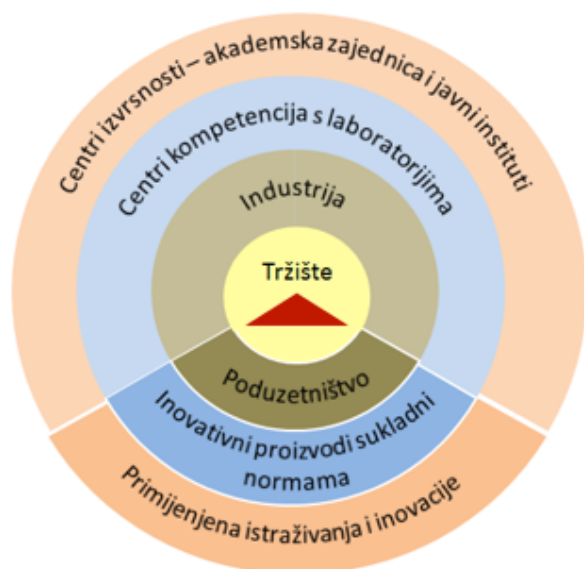 Centri izvrsnosti – akademska zajednica i javni instituti
Centri kompetencija s laboratorijima
Industrija
Tržište
Poduzetništvo
Inovativni proizvodi sukladni
normama
Primijenjena istraživanja i inovacije